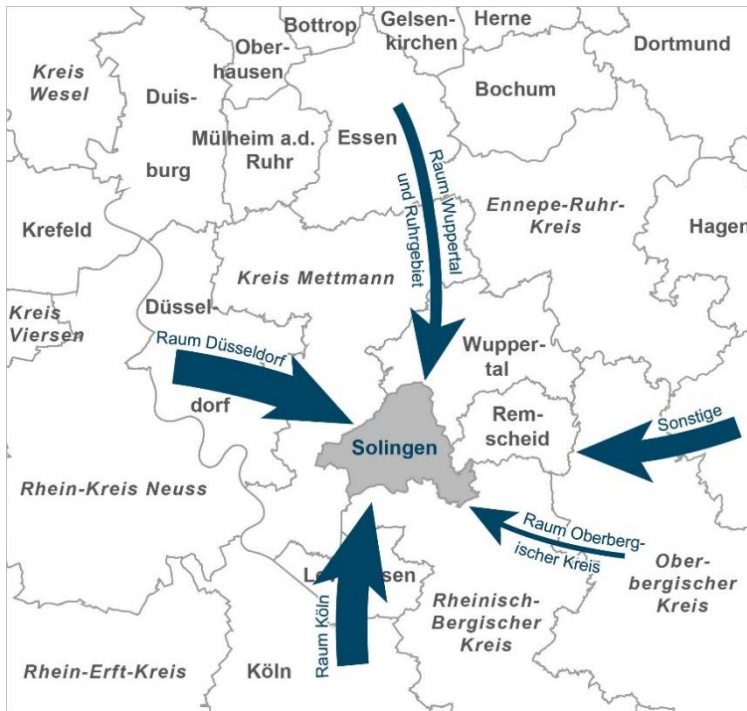 Bottrop
Gelsen-
kirchen
Herne
Dortmund
Ober-
hausen
Kreis
Wesel
Duis-
burg
Mülheim a.d.
Ruhr
Essen
Bochum
Raum Wuppertal
und Ruhrgebiet
Ennepe-Ruhr-
Kreis
Hagen
Krefeld
Kreis Mettmann
Kreis
Viersen
Düssel-
dorf
Raum Düsseldorf
Wupper-
tal
Rem-
scheid
Sonstige
Solingen
Rhein-Kreis Neuss
Raum Oberberg-
ischer Kreis
Ober-
bergischer
Kreis
Raum Köln
Rheinisch-
Bergischer
Kreis
Rhein-Erft-Kreis
Köln